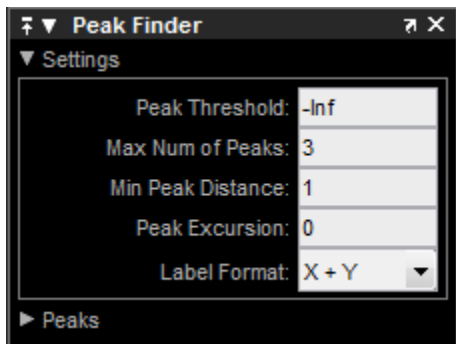 Peak Finder
Settings
Peak Threshold: -Inf
Max Num of Peaks: 3
Min Peak Distance: 1
Peak Excursion: 0
Label Format: X + Y
Peaks